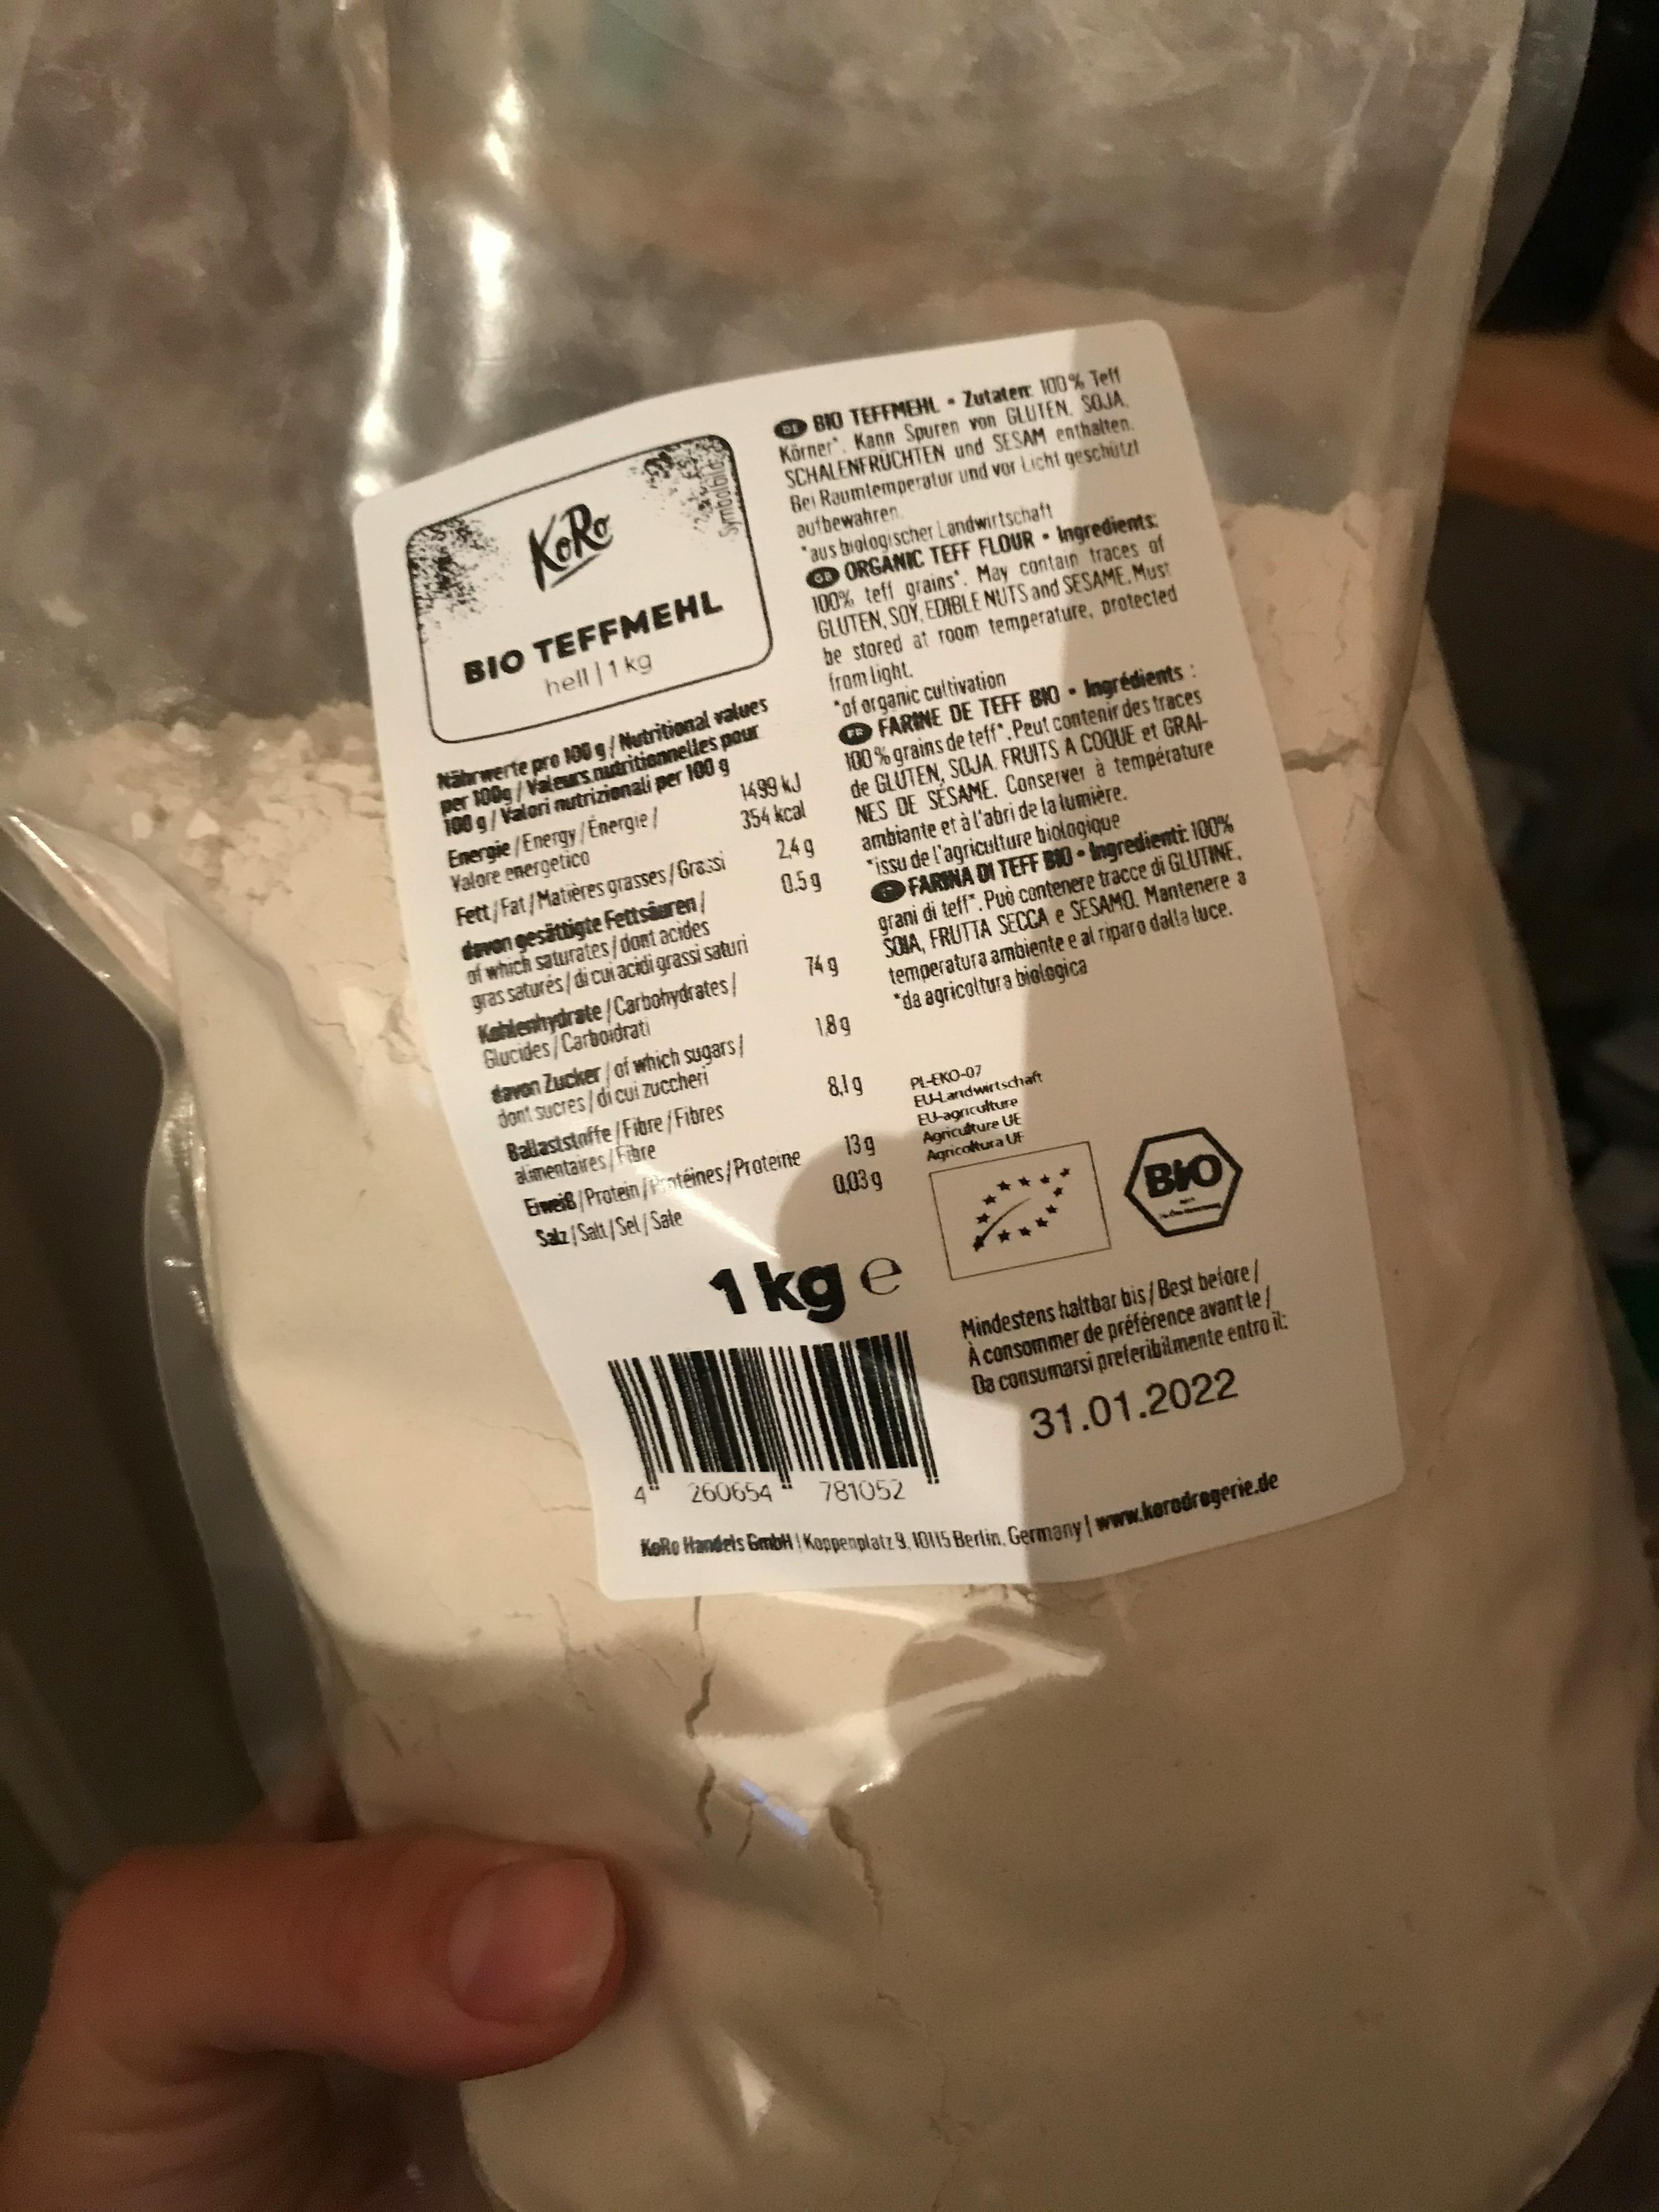 KoRo
Symbolbild
BIO TEFFMEHL
hell | 1 kg
Nährwerte pro 100 g / Nutritional values
per 100g / Valeurs nutritionnelles pour
100 g / Valori nutrizionali per 100 g
Energie / Energy / Énergie / 1499 kJ
Valore energetico 354 kcal
Fett / Fat / Matières grasses / Grassi 2,4 g
davon gesättigte Fettsäuren / 0.5 g
of which saturates / dont acides
gras saturés / di cui acidi grassi saturi
Kohlenhydrate / Carbohydrates / 74 g
Glucides / Carboidrati
davon Zucker / of which sugars / 1,8 g
dont sucres / di cui zuccheri
Ballaststoffe / Fibre / Fibres 8,1 g
alimentaires / Fibre
Eiweiß / Protein / Protéines / Proteine 13 g
Salz / Salt / Sel / Sale 0,03 g
1 kg e
4 260654 781052
DE BIO TEFFMEHL • Zutaten: 100 % Teff
Körner*. Kann Spuren von GLUTEN, SOJA,
SCHALENFRÜCHTEN und SESAM enthalten.
Bei Raumtemperatur und vor Licht geschützt
aufbewahren.
*aus biologischer Landwirtschaft
GB ORGANIC TEFF FLOUR • Ingredients:
100% teff grains*. May contain traces of
GLUTEN, SOY, EDIBLE NUTS and SESAME. Must
be stored at room temperature, protected
from light.
*of organic cultivation
FR FARINE DE TEFF BIO • Ingrédients :
100 % grains de teff*. Peut contenir des traces
de GLUTEN, SOJA, FRUITS A COQUE et GRAI-
NES DE SÉSAME. Conserver à température
ambiante et à l'abri de la lumière.
*issu de l'agriculture biologique
FARINA DI TEFF BIO • Ingredienti: 100%
grani di teff*. Può contenere tracce di GLUTINE,
SOIA, FRUTTA SECCA e SESAMO. Mantenere a
temperatura ambiente e al riparo dalla luce.
*da agricoltura biologica
PL-EKO-07
EU-Landwirtschaft
EU-agriculture
Agriculture UE
Agricoltura UE
BIO
Mindestens haltbar bis / Best before /
À consommer de préférence avant le /
Da consumarsi preferibilmente entro il:
31.01.2022
KoRo Handels GmbH | Koppenplatz 9, 10115 Berlin, Germany | www.korodrogerie.de